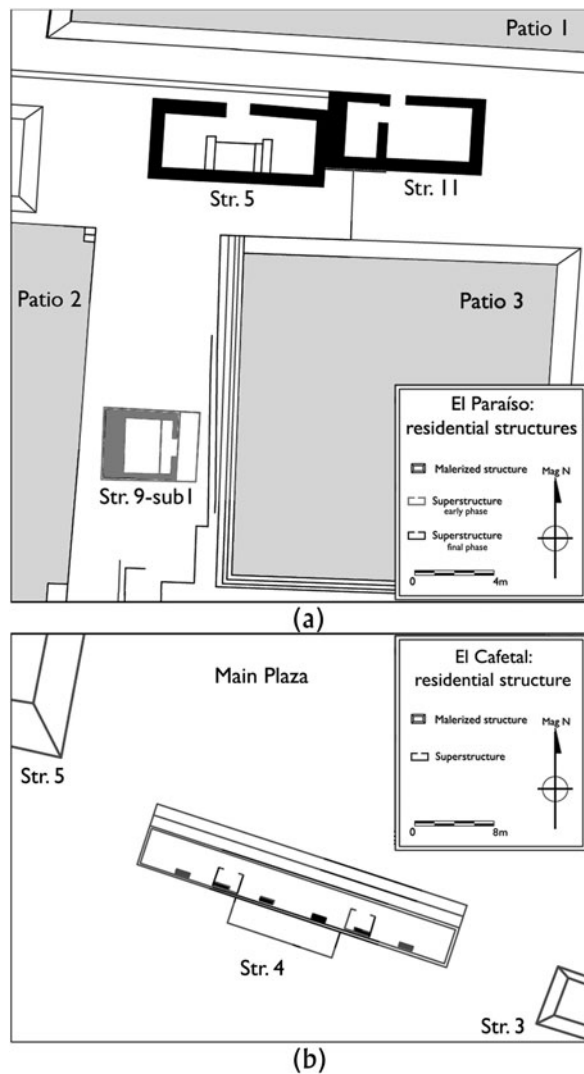 Patio 1
Str. 5
Str. 11
Patio 2
Patio 3
Str. 9-sub1
El Paraíso:
residential structures
Malerized structure
Mag N
Superstructure
early phase
Superstructure
final phase
0 4m
(a)
Main Plaza
Str. 5
Str. 4
Str. 3
El Cafetal:
residential structure
Malerized structure
Mag N
Superstructure
0 8m
(b)